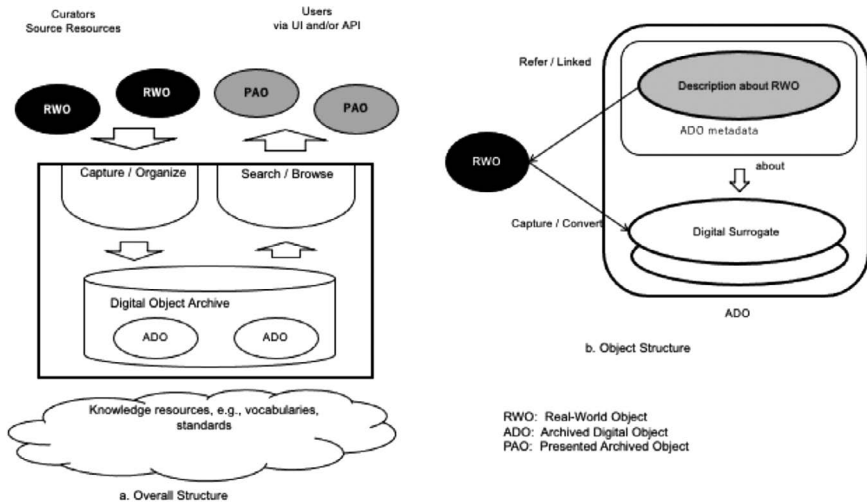 Curators
Source Resources
Users
via UI and/or API
RWO
RWO
PAO
PAO
Capture / Organize
Search / Browse
Digital Object Archive
ADO
ADO
Knowledge resources, e.g., vocabularies,
standards
a. Overall Structure
Refer / Linked
Description about RWO
ADO metadata
RWO
about
Capture / Convert
Digital Surrogate
ADO
b. Object Structure
RWO: Real-World Object
ADO: Archived Digital Object
PAO: Presented Archived Object